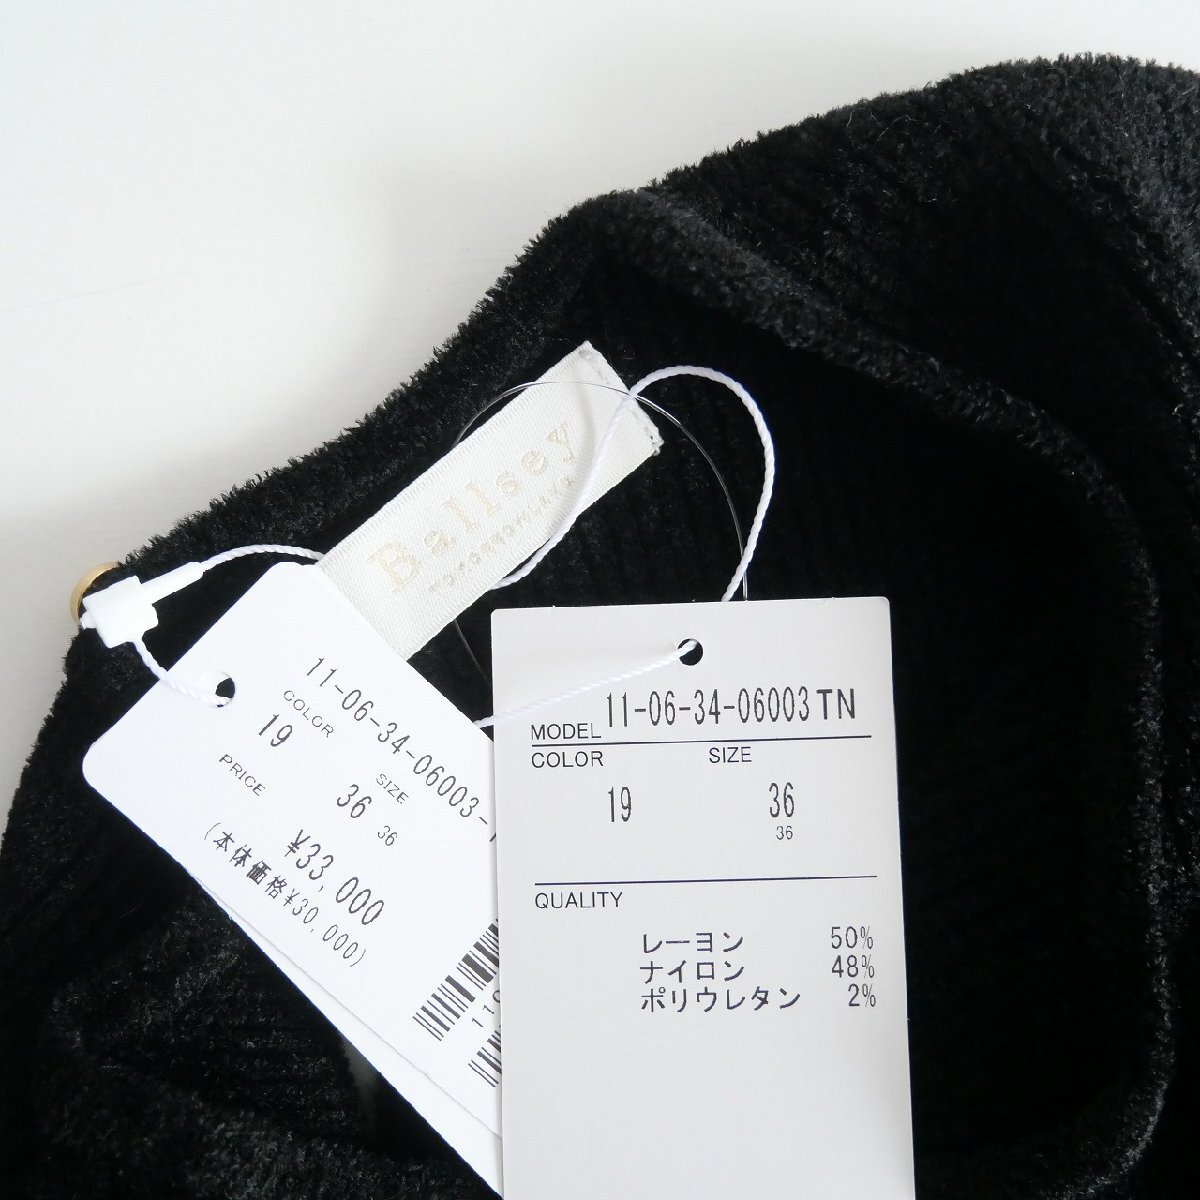 Ballsey
TOMORROWLAND
11-06-34-06003-
COLOR
SIZE
19
36
36
PRICE
¥33,000
(本体価格¥30,000)
MODEL 11-06-34-06003TN
COLOR
SIZE
19
36
36
QUALITY
レーヨン 50%
ナイロン 48%
ポリウレタン 2%